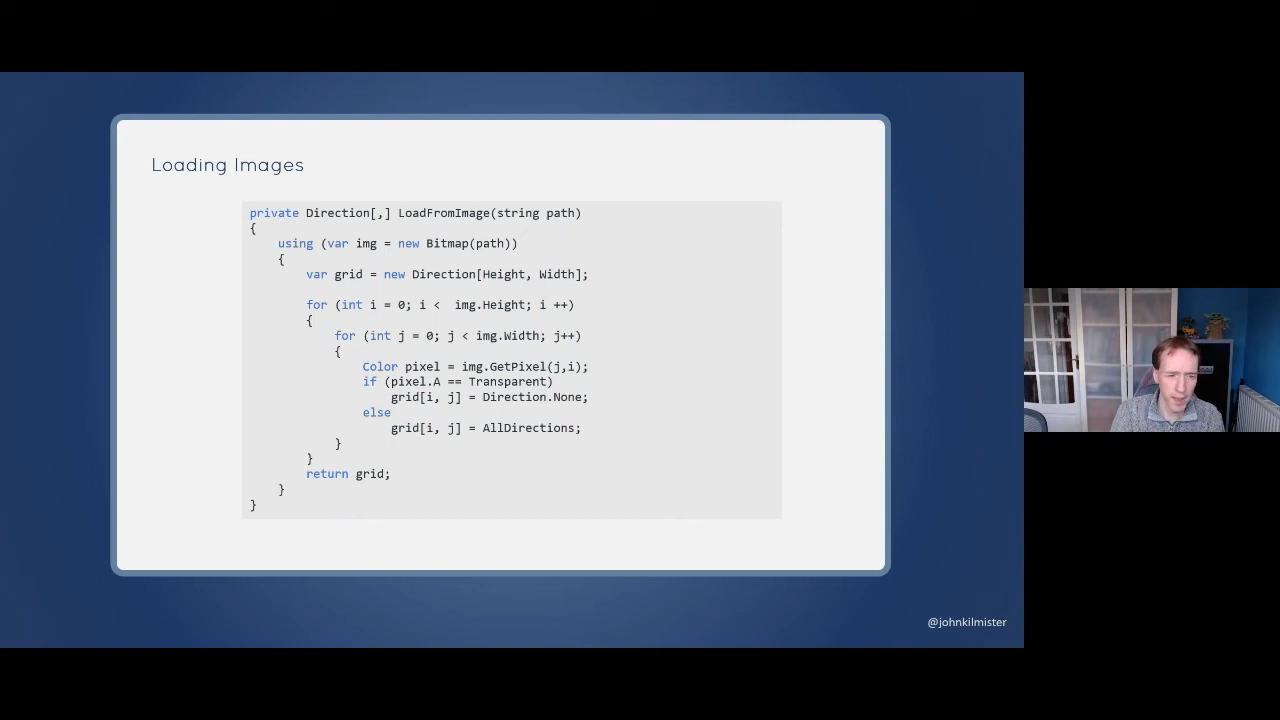 Loading Images
private Direction[,] LoadFromImage(string path)
{
    using (var img = new Bitmap(path))
    {
        var grid = new Direction[Height, Width];
        for (int i = 0; i <  img.Height; i ++)
        {
            for (int j = 0; j < img.Width; j++)
            {
                Color pixel = img.GetPixel(j,i);
                if (pixel.A == Transparent)
                    grid[i, j] = Direction.None;
                else
                    grid[i, j] = AllDirections;
            }
        }
        return grid;
    }
}
@johnkilmister